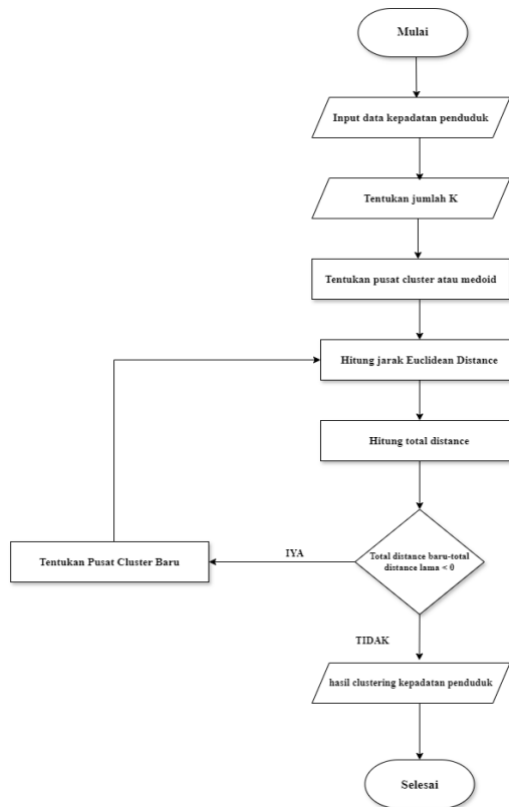 Mulai
Input data kepadatan penduduk
Tentukan jumlah K
Tentukan pusat cluster atau medoid
Hitung jarak Euclidean Distance
Hitung total distance
Total distance baru-total
distance lama < 0
IYA
Tentukan Pusat Cluster Baru
TIDAK
hasil clustering kepadatan penduduk
Selesai